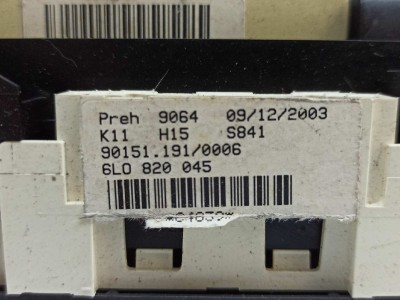 Preh 9064 09/12/2003
K11 H15 S841
90151.191/0006
6L0 820 045